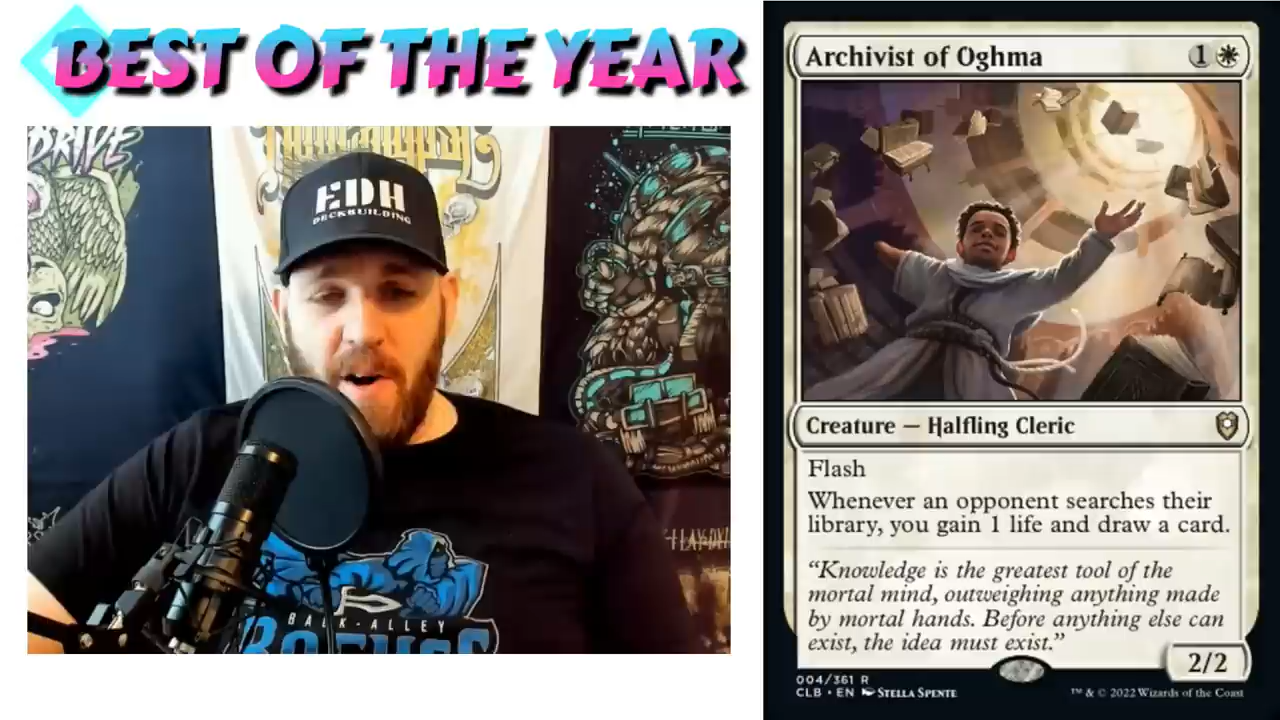 BEST OF THE YEAR
DRIVE
EDH
DECKBUILDING
BACK-ALLEY
Archivist of Oghma
1
Creature — Halfling Cleric
Flash
Whenever an opponent searches their
library, you gain 1 life and draw a card.
“Knowledge is the greatest tool of the
mortal mind, outweighing anything made
by mortal hands. Before anything else can
exist, the idea must exist.”
2/2
004/361 R
CLB • EN STELLA SPENTE
™ & © 2022 Wizards of the Coast